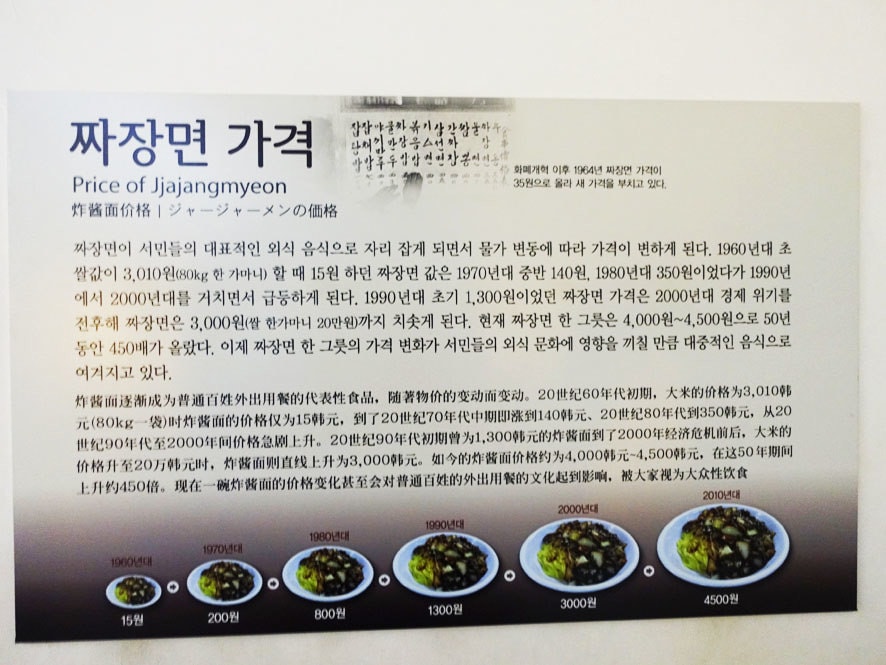 짜장면 가격
Price of Jjajangmyeon
炸酱面价格 | ジャージャーメンの価格
화폐개혁 이후 1964년 짜장면 가격이
35원으로 올라 새 가격을 부치고 있다.
짜장면이 서민들의 대표적인 외식 음식으로 자리 잡게 되면서 물가 변동에 따라 가격이 변하게 된다. 1960년대 초
쌀값이 3,010원(80kg 한 가마니) 할 때 15원 하던 짜장면 값은 1970년대 중반 140원, 1980년대 350원이었다가 1990년
에서 2000년대를 거치면서 급등하게 된다. 1990년대 초기 1,300원이었던 짜장면 가격은 2000년대 경제 위기를
전후해 짜장면은 3,000원(쌀 한가마니 20만원)까지 치솟게 된다. 현재 짜장면 한 그릇은 4,000원~4,500원으로 50년
동안 450배가 올랐다. 이제 짜장면 한 그릇의 가격 변화가 서민들의 외식 문화에 영향을 끼칠 만큼 대중적인 음식으로
여겨지고 있다.
炸酱面逐渐成为普通百姓外出用餐的代表性食品，随著物价的变动而变动。20世纪60年代初期，大米的价格为3,010韩
元(80kg一袋)时炸酱面的价格仅为15韩元，到了20世纪70年代中期即涨到140韩元、20世纪80年代到350韩元，从20
世纪90年代至2000年间价格急剧上升。20世纪90年代初期曾为1,300韩元的炸酱面到了2000年经济危机前后，大米的
价格升至20万韩元时，炸酱面则直线上升为3,000韩元。如今的炸酱面价格约为4,000韩元~4,500韩元，在这50年期间
上升约450倍。现在一碗炸酱面的价格变化甚至会对普通百姓的外出用餐的文化起到影响，被大家视为大众性饮食
1960년대 1970년대 1980년대 1990년대 2000년대 2010년대
15원 200원 800원 1300원 3000원 4500원